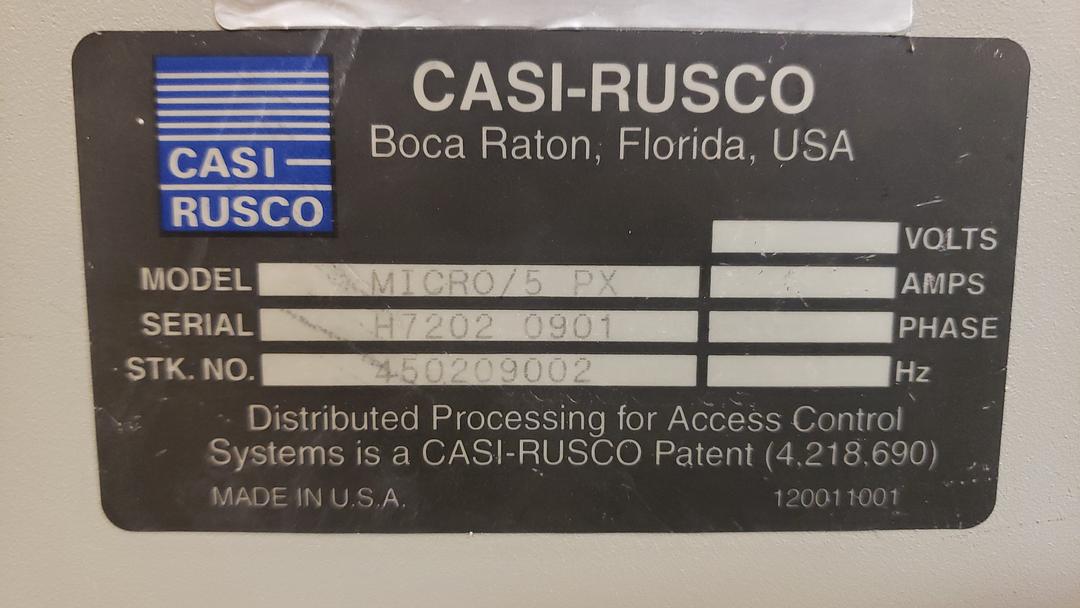 CASI-RUSCO
Boca Raton, Florida, USA
CASI
RUSCO
VOLTS
MODEL MICRO/5 PX AMPS
SERIAL H7202 0901 PHASE
STK. NO. 450209002 Hz
Distributed Processing for Access Control
Systems is a CASI-RUSCO Patent (4,218,690)
MADE IN U.S.A. 120011001